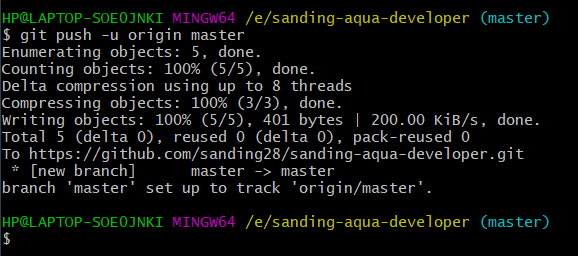 HP@LAPTOP-SOE0JNKI MINGW64 /e/sanding-aqua-developer (master)
$ git push -u origin master
Enumerating objects: 5, done.
Counting objects: 100% (5/5), done.
Delta compression using up to 8 threads
Compressing objects: 100% (3/3), done.
Writing objects: 100% (5/5), 401 bytes | 200.00 KiB/s, done.
Total 5 (delta 0), reused 0 (delta 0), pack-reused 0
To https://github.com/sanding28/sanding-aqua-developer.git
 * [new branch]      master -> master
branch 'master' set up to track 'origin/master'.
HP@LAPTOP-SOE0JNKI MINGW64 /e/sanding-aqua-developer (master)
$